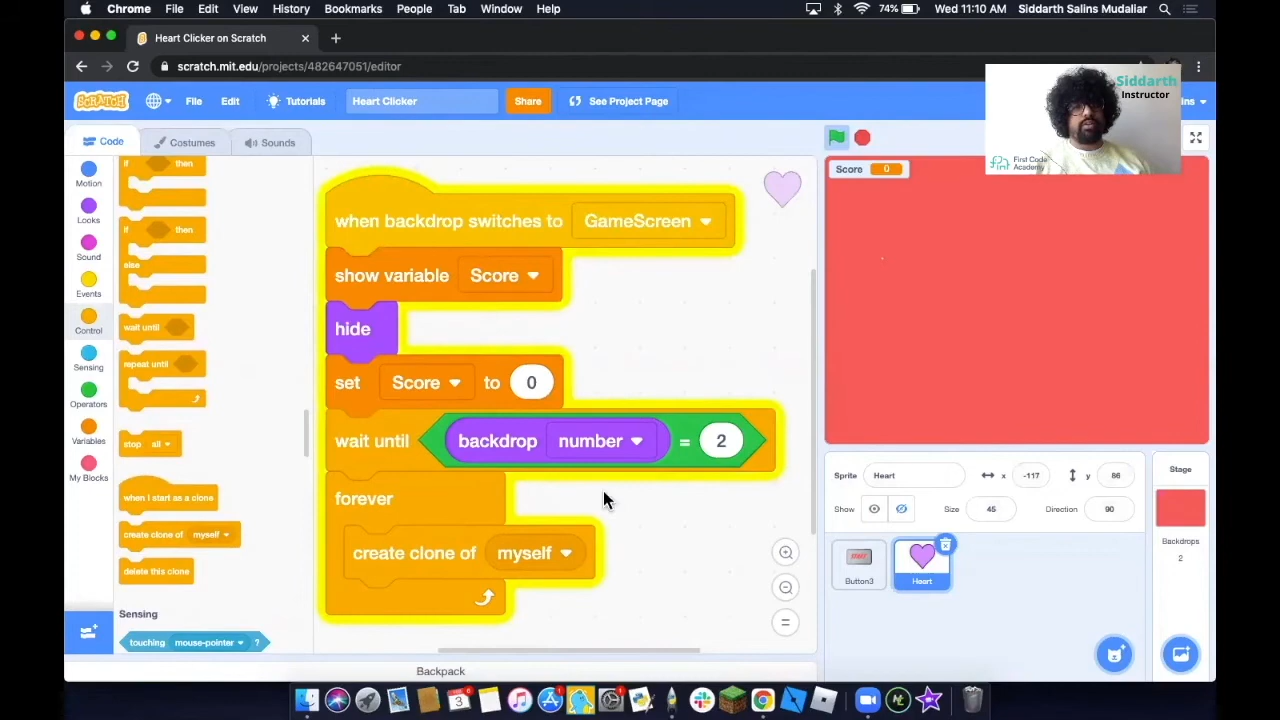 Chrome File Edit View History Bookmarks People Tab Window Help 74% Wed 11:10 AM Siddarth Salins Mudaliar
Heart Clicker on Scratch
scratch.mit.edu/projects/482647051/editor
SCRATCH File Edit Tutorials Heart Clicker Share See Project Page
Siddarth
Instructor
First Code
Academy
Code Costumes Sounds
Motion
Looks
Sound
Events
Control
Sensing
Operators
Variables
My Blocks
if then
if then
else
wait until
repeat until
stop all
when I start as a clone
create clone of myself
delete this clone
Sensing
touching mouse-pointer ?
when backdrop switches to GameScreen
show variable Score
hide
set Score to 0
wait until backdrop number = 2
forever
create clone of myself
Backpack
Score 0
Sprite Heart x -117 y 86
Show Size 45 Direction 90
START
Button3
Heart
Stage
Backdrops
2